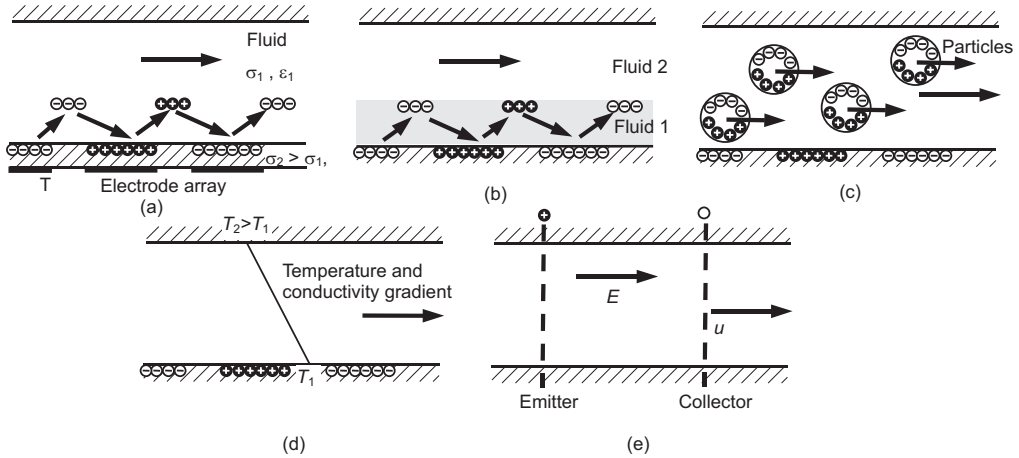 Fluid
σ₁ , ε₁
σ₂ > σ₁,
T
Electrode array
(a)
Fluid 2
Fluid 1
(b)
Particles
(c)
T₂>T₁
Temperature and
conductivity gradient
T₁
(d)
E
u
Emitter
Collector
(e)